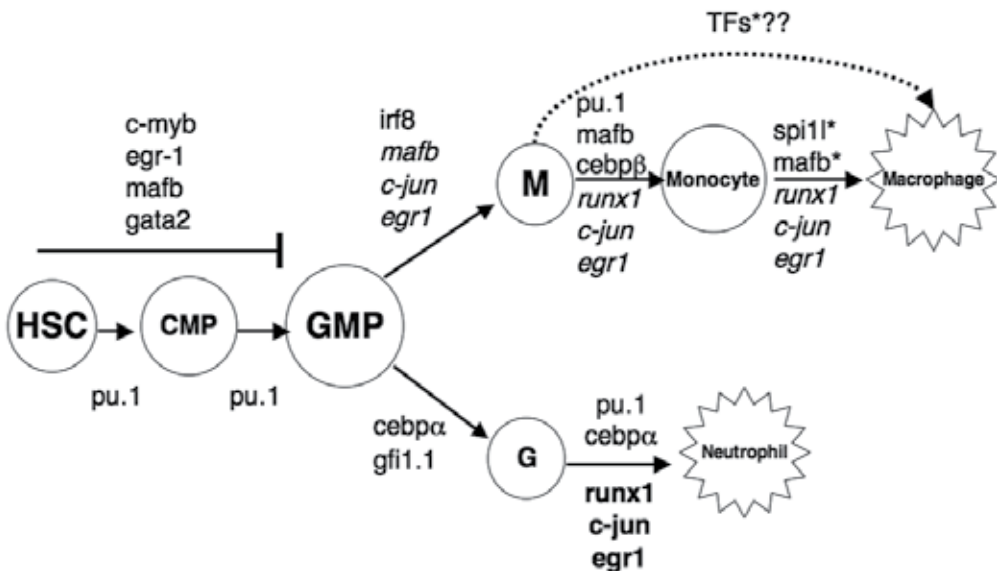 TFs*??
c-myb
egr-1
mafb
gata2
irf8
mafb
c-jun
egr1
M
pu.1
mafb
cebpβ
runx1
c-jun
egr1
Monocyte
spi1l*
mafb*
runx1
c-jun
egr1
Macrophage
HSC
CMP
GMP
pu.1
pu.1
cebpα
gfi1.1
G
pu.1
cebpα
runx1
c-jun
egr1
Neutrophil